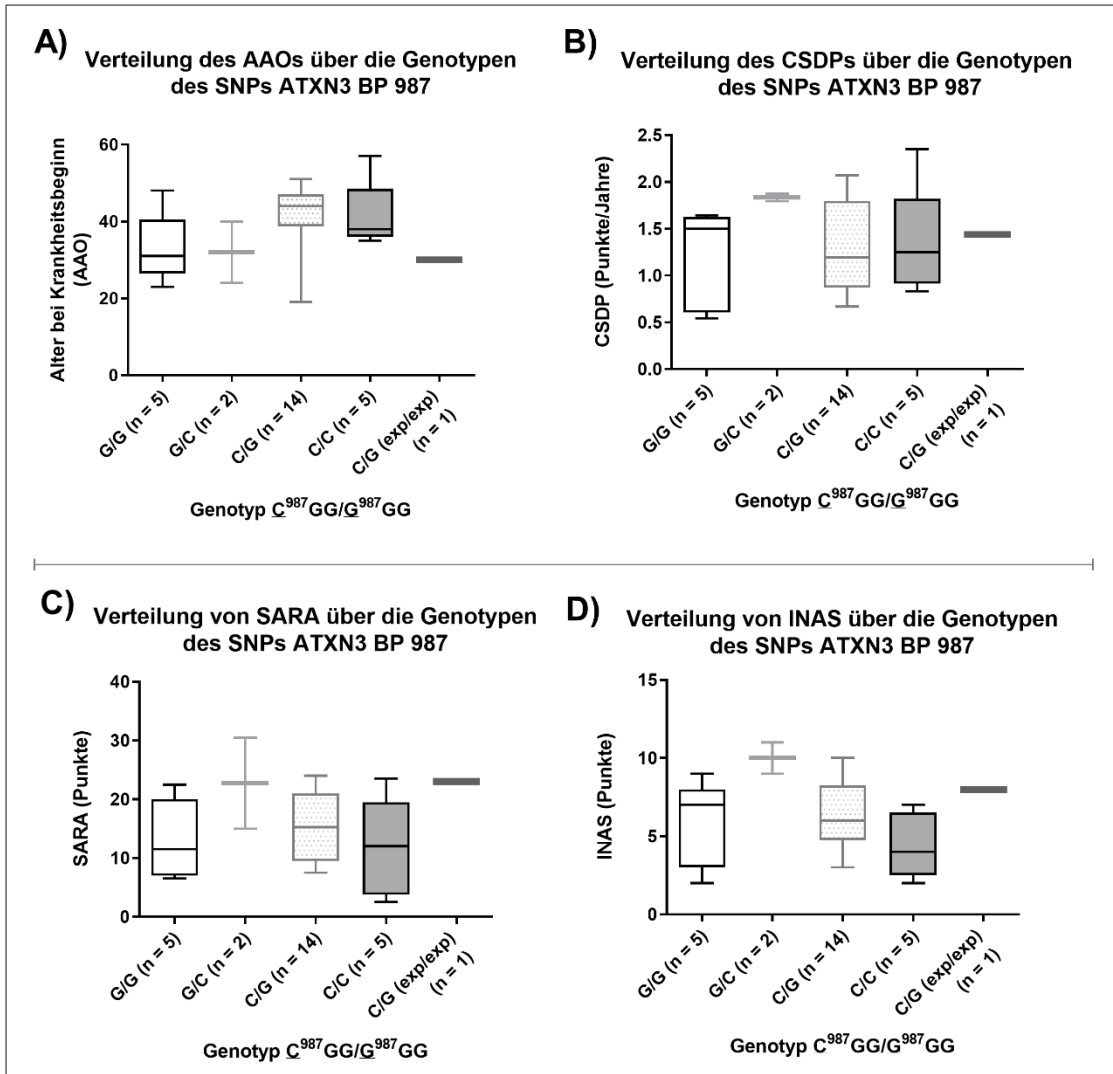 A)
Verteilung des AAOs über die Genotypen
des SNPs ATXN3 BP 987
Alter bei Krankheitsbeginn
(AAO)
60
40
20
0
G/G (n = 5)
G/C (n = 2)
C/G (n = 14)
C/C (n = 5)
C/G (exp/exp)
(n = 1)
Genotyp C⁹⁸⁷GG/G⁹⁸⁷GG
B)
Verteilung des CSDPs über die Genotypen
des SNPs ATXN3 BP 987
CSDP (Punkte/Jahre)
2.5
2.0
1.5
1.0
0.5
0.0
G/G (n = 5)
G/C (n = 2)
C/G (n = 14)
C/C (n = 5)
C/G (exp/exp)
(n = 1)
Genotyp C⁹⁸⁷GG/G⁹⁸⁷GG
C)
Verteilung von SARA über die Genotypen
des SNPs ATXN3 BP 987
SARA (Punkte)
40
30
20
10
0
G/G (n = 5)
G/C (n = 2)
C/G (n = 14)
C/C (n = 5)
C/G (exp/exp)
(n = 1)
Genotyp C⁹⁸⁷GG/G⁹⁸⁷GG
D)
Verteilung von INAS über die Genotypen
des SNPs ATXN3 BP 987
INAS (Punkte)
15
10
5
0
G/G (n = 5)
G/C (n = 2)
C/G (n = 14)
C/C (n = 5)
C/G (exp/exp)
(n = 1)
Genotyp C⁹⁸⁷GG/G⁹⁸⁷GG